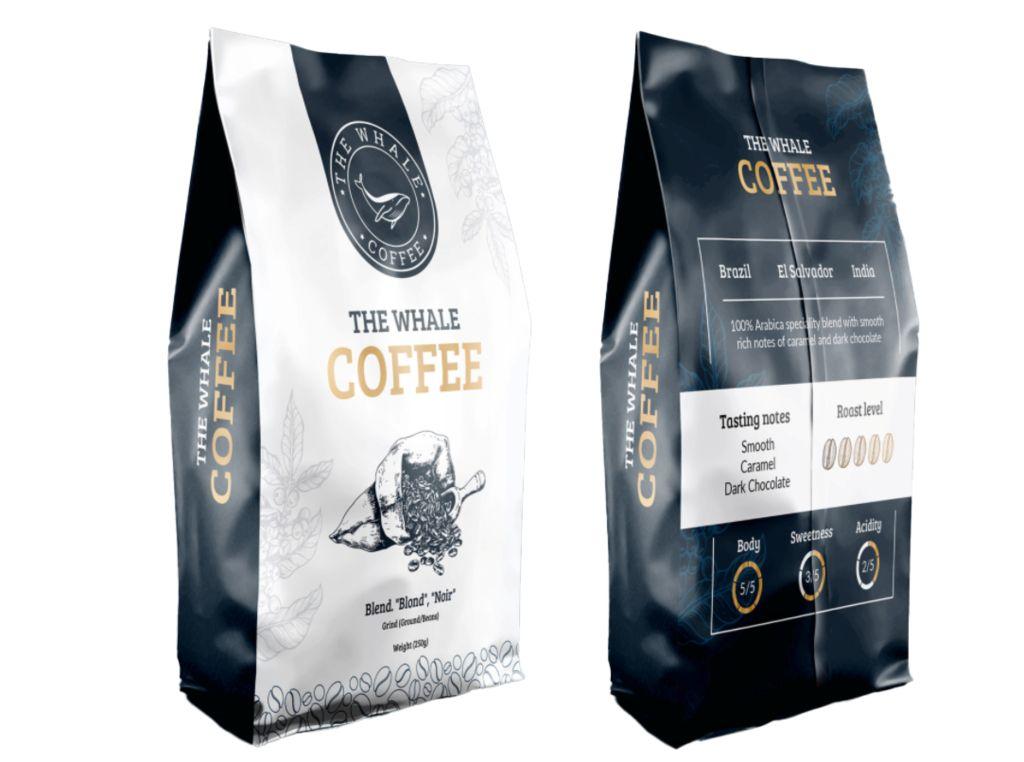 THE WHALE
COFFEE
THE WHALE
COFFEE
THE WHALE
COFFEE
Blend. "Blond", "Noir"
Grind (Ground/Beans)
Weight (250g)
THE WHALE
COFFEE
THE WHALE
COFFEE
Brazil El Salvador India
100% Arabica speciality blend with smooth
rich notes of caramel and dark chocolate
Tasting notes
Smooth
Caramel
Dark Chocolate
Roast level
Body Sweetness Acidity
5/5 3/5 2/5